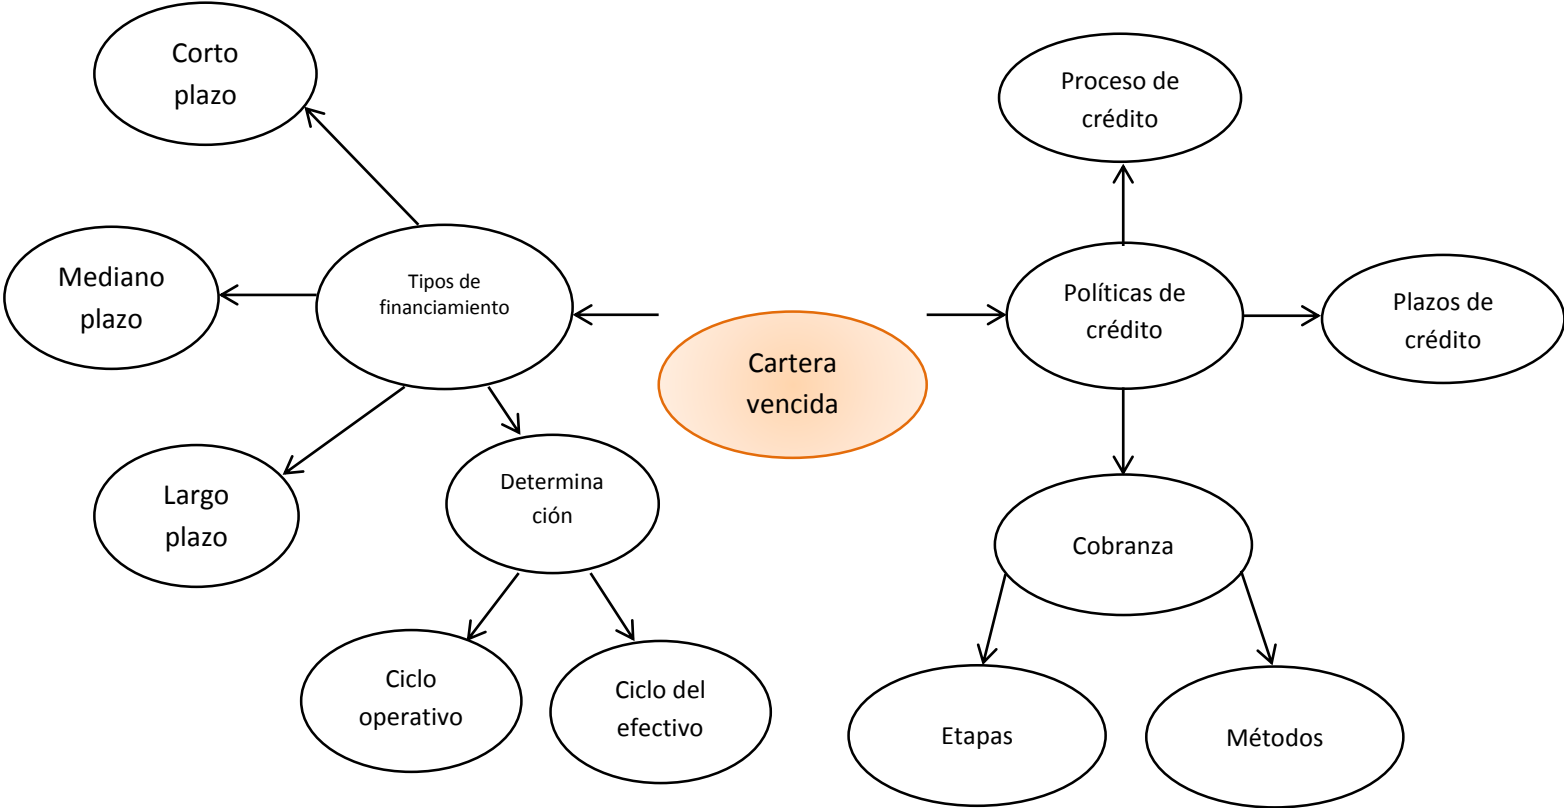 Corto
plazo
Proceso de
crédito
Mediano
plazo
Tipos de
financiamiento
Políticas de
crédito
Plazos de
crédito
Cartera
vencida
Largo
plazo
Determina
ción
Cobranza
Ciclo
operativo
Ciclo del
efectivo
Etapas
Métodos